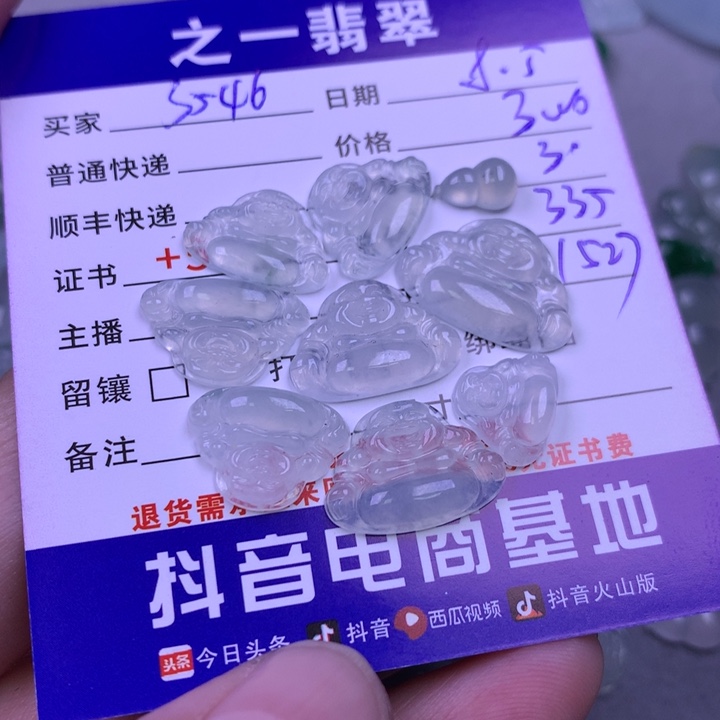 之一翡翠
买家 5546 日期 8.5
普通快递 价格 300
顺丰快递 30
证书 335
主播 1527
留镶
备注
退货需 证书费
抖音电商基地
头条 今日头条 抖音 西瓜视频 抖音火山版